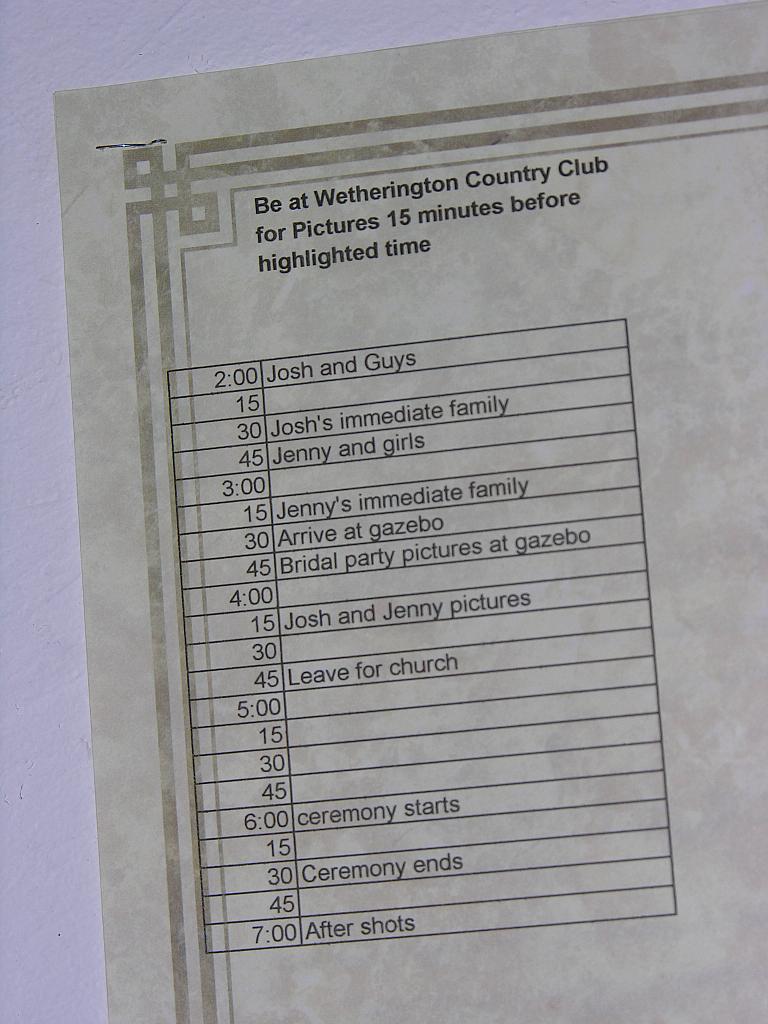 Be at Wetherington Country Club
for Pictures 15 minutes before
highlighted time
2:00 Josh and Guys
15
30 Josh's immediate family
45 Jenny and girls
3:00
15 Jenny's immediate family
30 Arrive at gazebo
45 Bridal party pictures at gazebo
4:00
15 Josh and Jenny pictures
30
45 Leave for church
5:00
15
30
45
6:00 ceremony starts
15
30 Ceremony ends
45
7:00 After shots